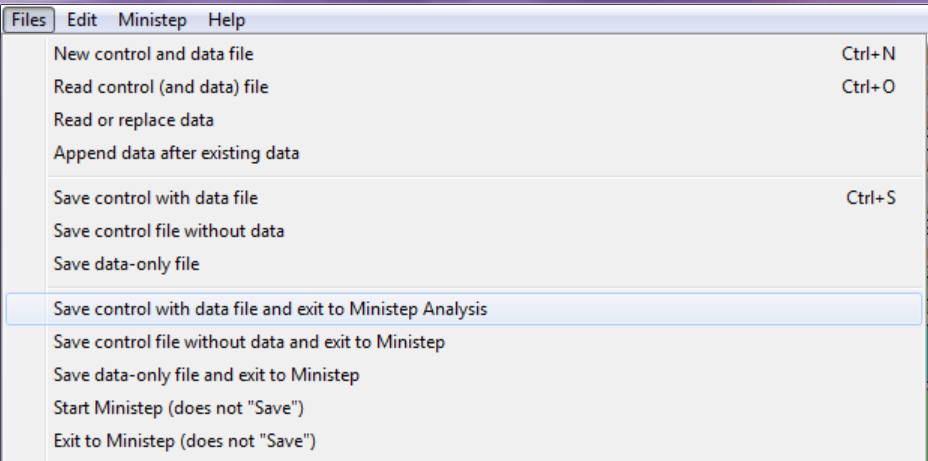 Files Edit Ministep Help
New control and data file Ctrl+N
Read control (and data) file Ctrl+O
Read or replace data
Append data after existing data
Save control with data file Ctrl+S
Save control file without data
Save data-only file
Save control with data file and exit to Ministep Analysis
Save control file without data and exit to Ministep
Save data-only file and exit to Ministep
Start Ministep (does not "Save")
Exit to Ministep (does not "Save")